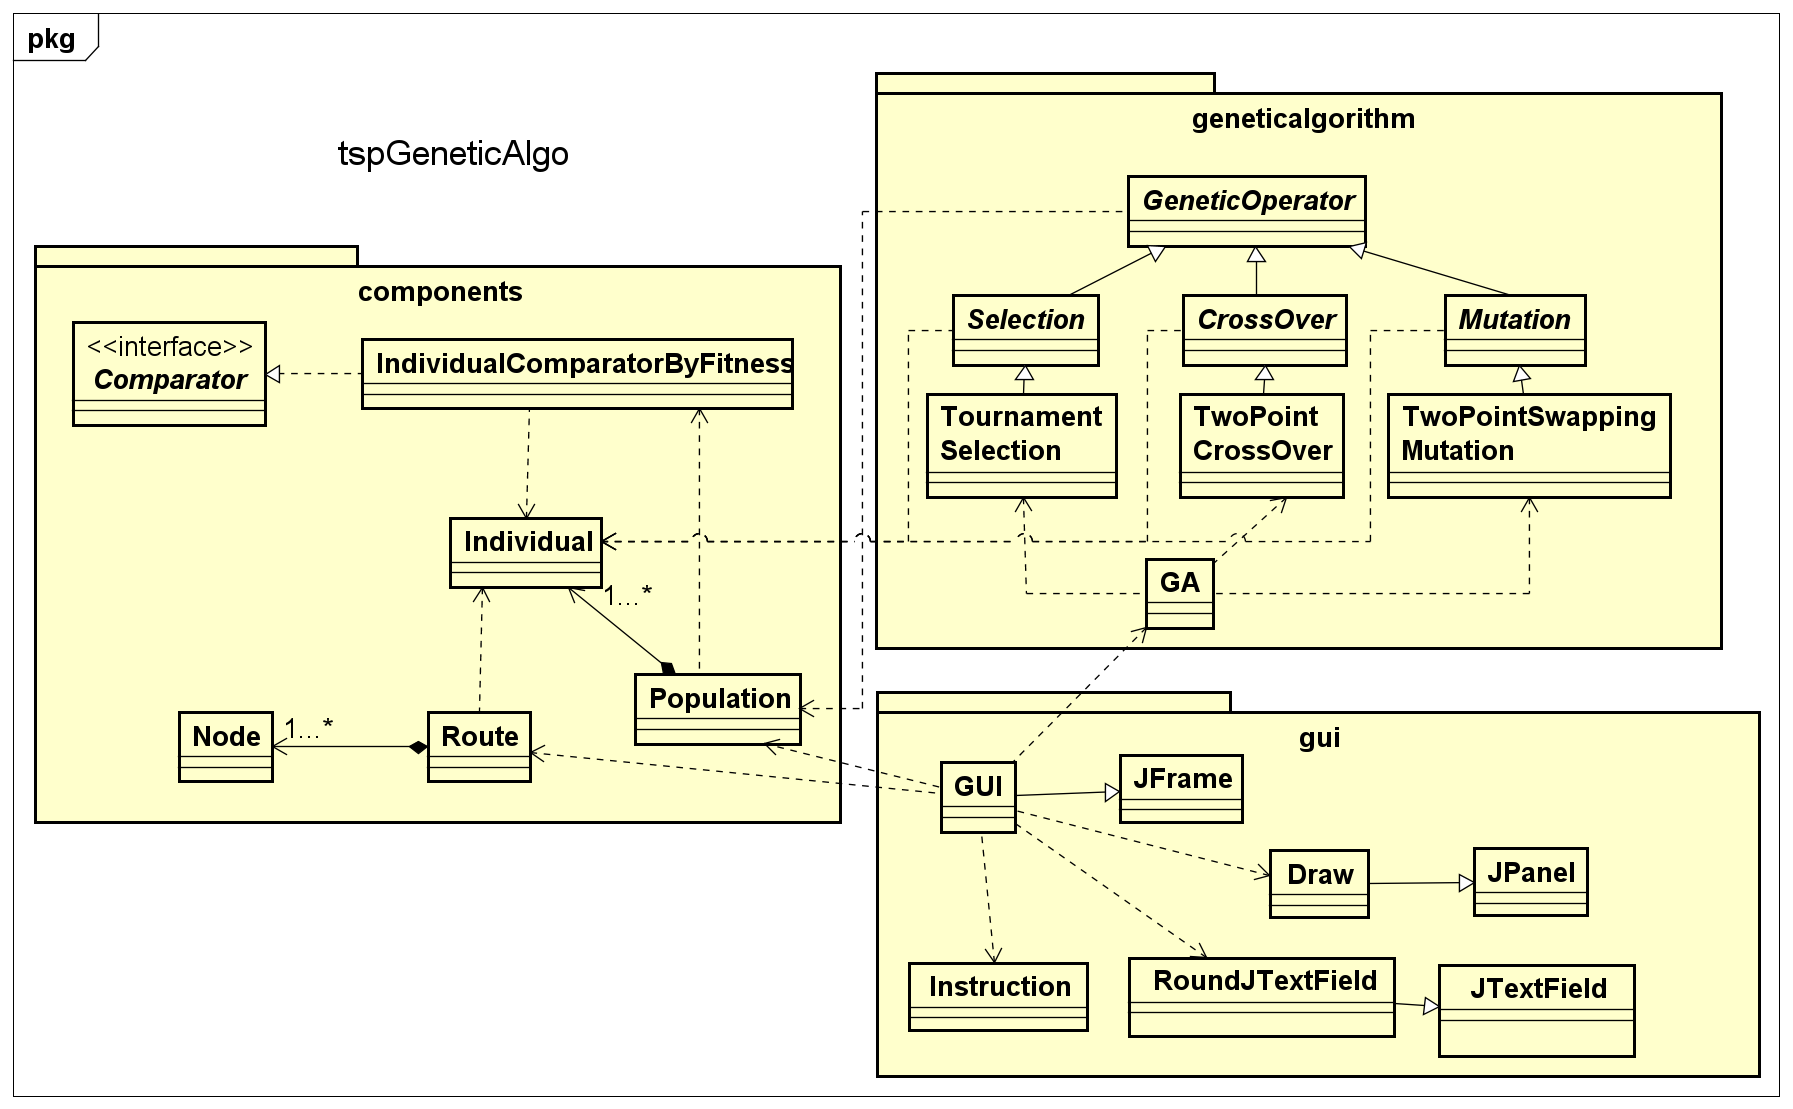 pkg
tspGeneticAlgo
components
<<interface>>
Comparator
IndividualComparatorByFitness
Individual
1...*
Population
Node
1...*
Route
geneticalgorithm
GeneticOperator
Selection
CrossOver
Mutation
Tournament
Selection
TwoPoint
CrossOver
TwoPointSwapping
Mutation
GA
gui
GUI
JFrame
Draw
JPanel
Instruction
RoundJTextField
JTextField